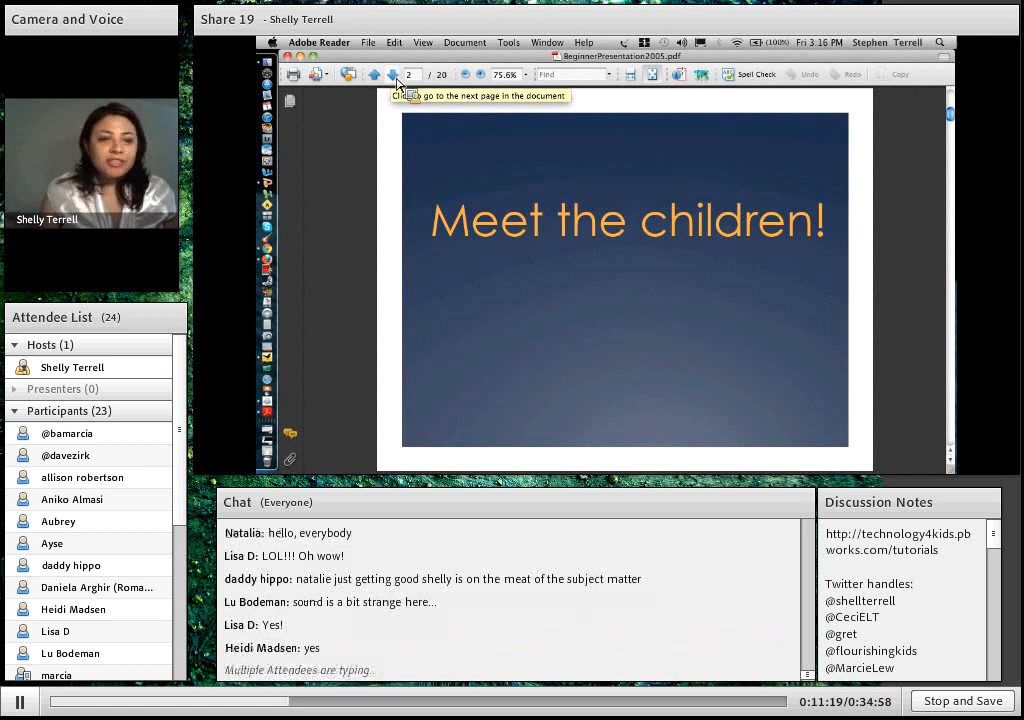 Camera and Voice
Share 19 - Shelly Terrell
Adobe Reader File Edit View Document Tools Window Help (100%) Fri 3:16 PM Stephen Terrell
BeginnerPresentation2005.pdf
2 / 20 75.6% Find Spell Check Undo Redo Copy
go to the next page in the document
Meet the children!
Shelly Terrell
Attendee List (24)
Hosts (1)
Shelly Terrell
Presenters (0)
Participants (23)
@bamarcia
@davezirk
allison robertson
Aniko Almasi
Aubrey
Ayse
daddy hippo
Daniela Arghir (Roma...
Heidi Madsen
Lisa D
Lu Bodeman
marcia
Chat (Everyone)
Natalia: hello, everybody
Lisa D: LOL!!! Oh wow!
daddy hippo: natalie just getting good shelly is on the meat of the subject matter
Lu Bodeman: sound is a bit strange here...
Lisa D: Yes!
Heidi Madsen: yes
Multiple Attendees are typing...
Discussion Notes
http://technology4kids.pb
works.com/tutorials
Twitter handles:
@shellterrell
@CeciELT
@gret
@flourishingkids
@MarcieLew
0:11:19/0:34:58
Stop and Save